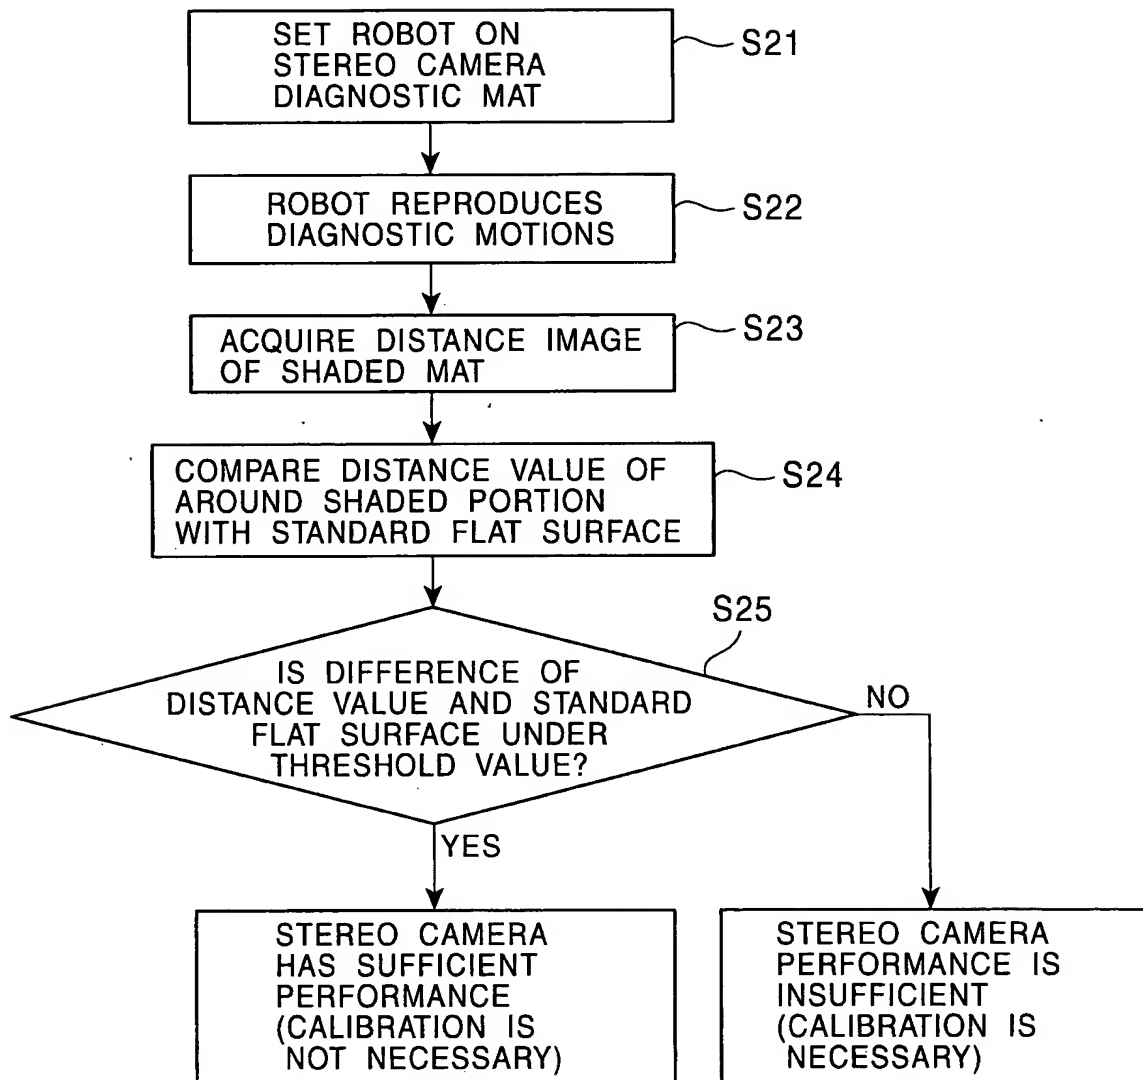 SET ROBOT ON
STEREO CAMERA
DIAGNOSTIC MAT
S21
ROBOT REPRODUCES
DIAGNOSTIC MOTIONS
S22
ACQUIRE DISTANCE IMAGE
OF SHADED MAT
S23
COMPARE DISTANCE VALUE OF
AROUND SHADED PORTION
WITH STANDARD FLAT SURFACE
S24
S25
IS DIFFERENCE OF
DISTANCE VALUE AND STANDARD
FLAT SURFACE UNDER
THRESHOLD VALUE?
NO
YES
STEREO CAMERA
HAS SUFFICIENT
PERFORMANCE
(CALIBRATION IS
NOT NECESSARY)
STEREO CAMERA
PERFORMANCE IS
INSUFFICIENT
(CALIBRATION IS
NECESSARY)